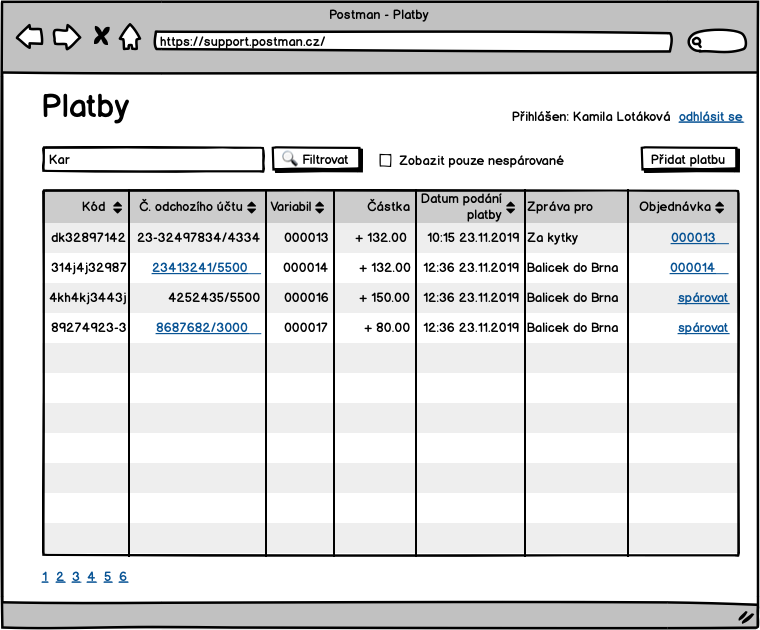 Postman - Platby
https://support.postman.cz/
Platby
Přihlášen: Kamila Lotáková odhlásit se
Kar Filtrovat Zobazit pouze nespárované Přidat platbu
Kód Č. odchozího účtu Variabil Částka Datum podání platby Zpráva pro Objednávka
dk32897142 23-32497834/4334 000013 + 132.00 10:15 23.11.2019 Za kytky 000013
314j4j32987 23413241/5500 000014 + 132.00 12:36 23.11.2019 Balicek do Brna 000014
4kh4kj3443j 4252435/5500 000016 + 150.00 12:36 23.11.2019 Balicek do Brna spárovat
89274923-3 8687682/3000 000017 + 80.00 12:36 23.11.2019 Balicek do Brna spárovat
1 2 3 4 5 6